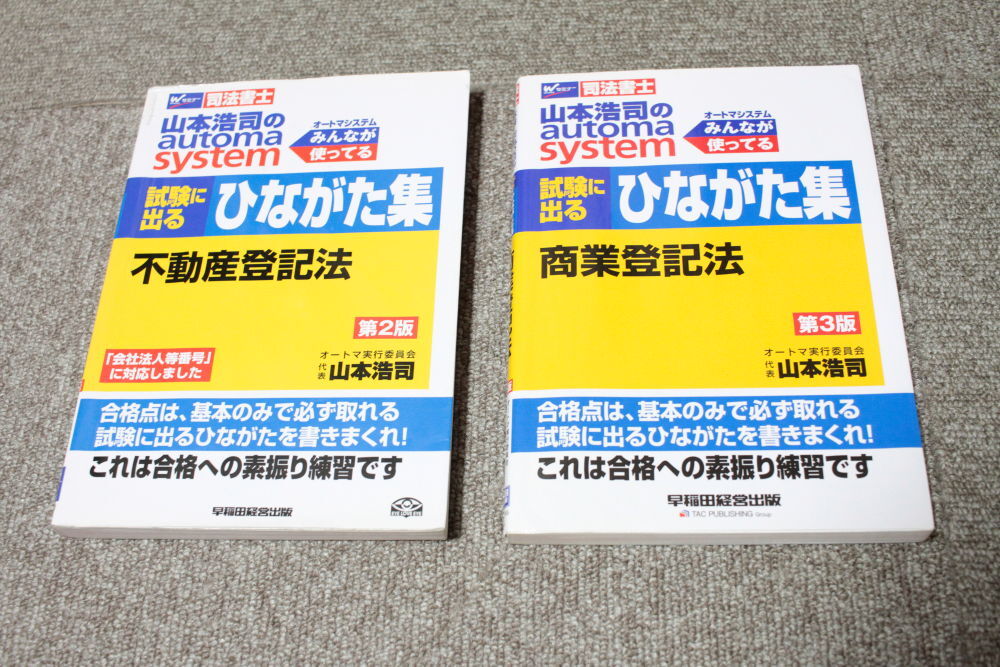 Wセミナー 司法書士
山本浩司の
automa
system
オートマシステム
みんなが
使ってる
試験に
出る
ひながた集
不動産登記法
第2版
「会社法人等番号」
に対応しました
オートマ実行委員会
代表 山本浩司
合格点は、基本のみで必ず取れる
試験に出るひながたを書きまくれ!
これは合格への素振り練習です
早稲田経営出版
Wセミナー 司法書士
山本浩司の
automa
system
オートマシステム
みんなが
使ってる
試験に
出る
ひながた集
商業登記法
第3版
オートマ実行委員会
代表 山本浩司
合格点は、基本のみで必ず取れる
試験に出るひながたを書きまくれ!
これは合格への素振り練習です
早稲田経営出版
TAC PUBLISHING Group